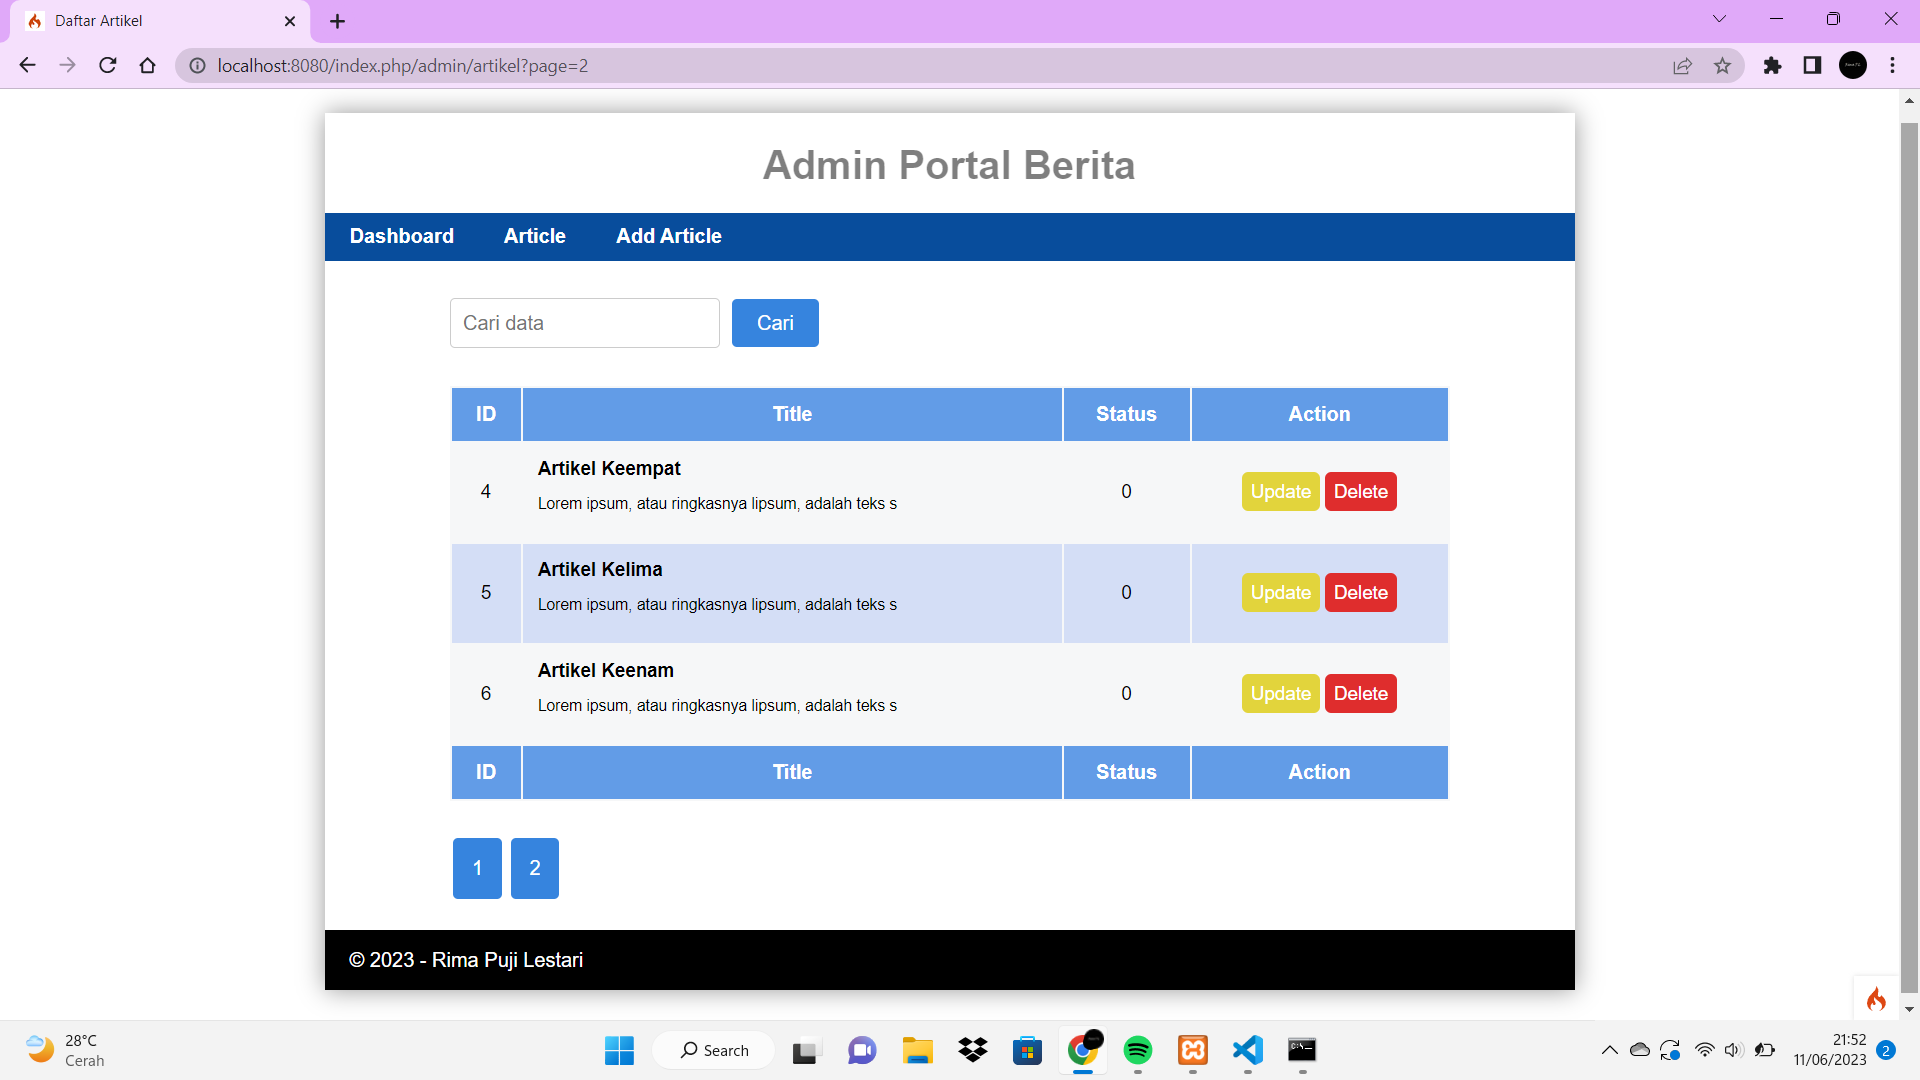 Daftar Artikel
localhost:8080/index.php/admin/artikel?page=2
Admin Portal Berita
Dashboard Article Add Article
Cari data Cari
ID Title Status Action
Artikel Keempat
4 0 Update Delete
Lorem ipsum, atau ringkasnya lipsum, adalah teks s
Artikel Kelima
5 0 Update Delete
Lorem ipsum, atau ringkasnya lipsum, adalah teks s
Artikel Keenam
6 0 Update Delete
Lorem ipsum, atau ringkasnya lipsum, adalah teks s
ID Title Status Action
1 2
© 2023 - Rima Puji Lestari
28°C
Cerah
Search
21:52
11/06/2023
2